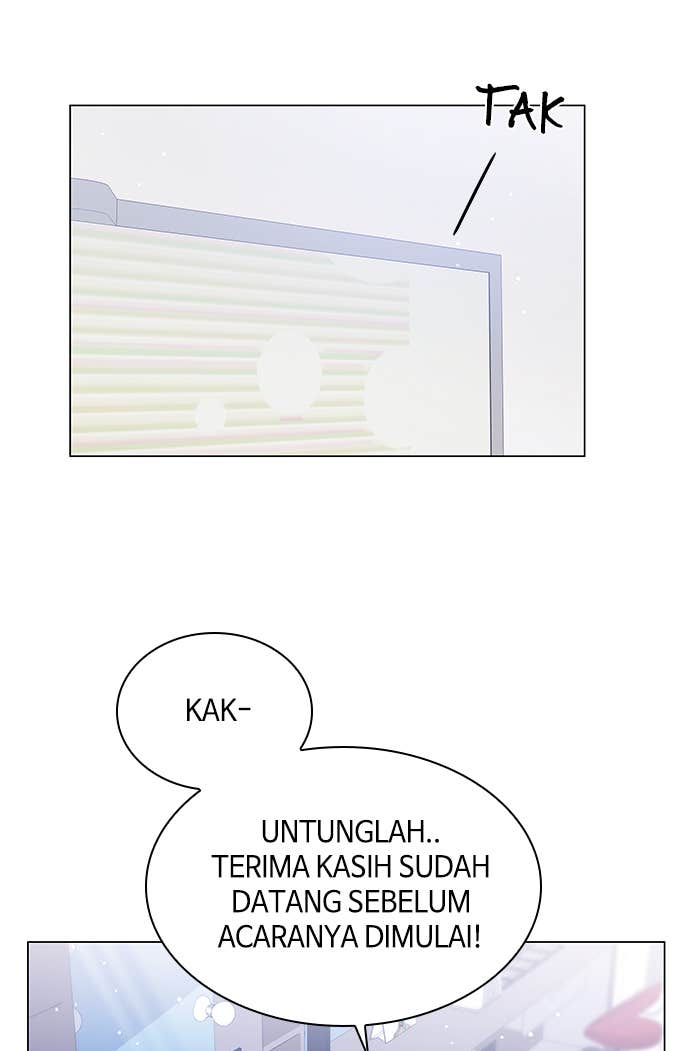 TAK
KAK-
UNTUNGLAH..
TERIMA KASIH SUDAH
DATANG SEBELUM
ACARANYA DIMULAI!